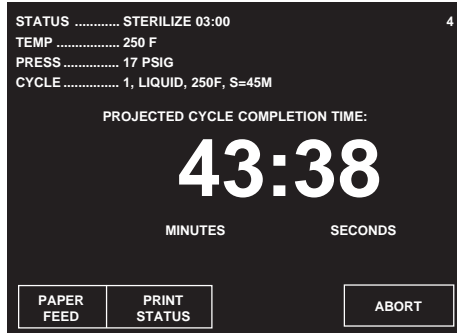 STATUS ............ STERILIZE 03:00 4
TEMP ................. 250 F
PRESS ............... 17 PSIG
CYCLE ............... 1, LIQUID, 250F, S=45M
PROJECTED CYCLE COMPLETION TIME:
43:38
MINUTES SECONDS
PAPER FEED
PRINT STATUS
ABORT